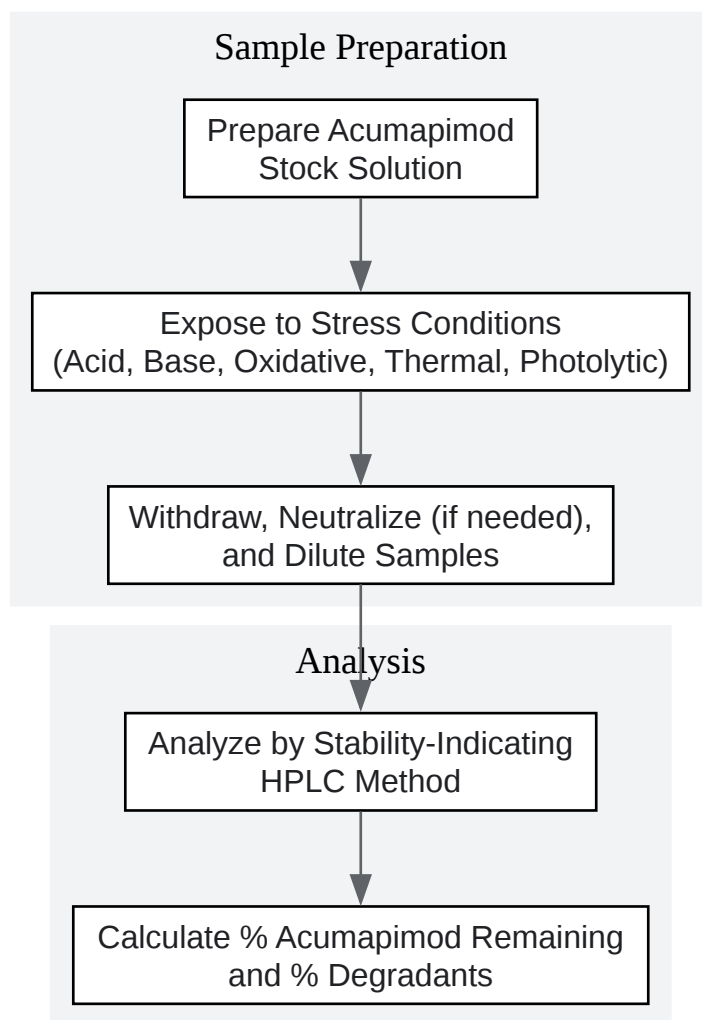 Sample Preparation
Prepare Acumapimod
Stock Solution
Expose to Stress Conditions
(Acid, Base, Oxidative, Thermal, Photolytic)
Withdraw, Neutralize (if needed),
and Dilute Samples
Analysis
Analyze by Stability-Indicating
HPLC Method
Calculate % Acumapimod Remaining
and % Degradants